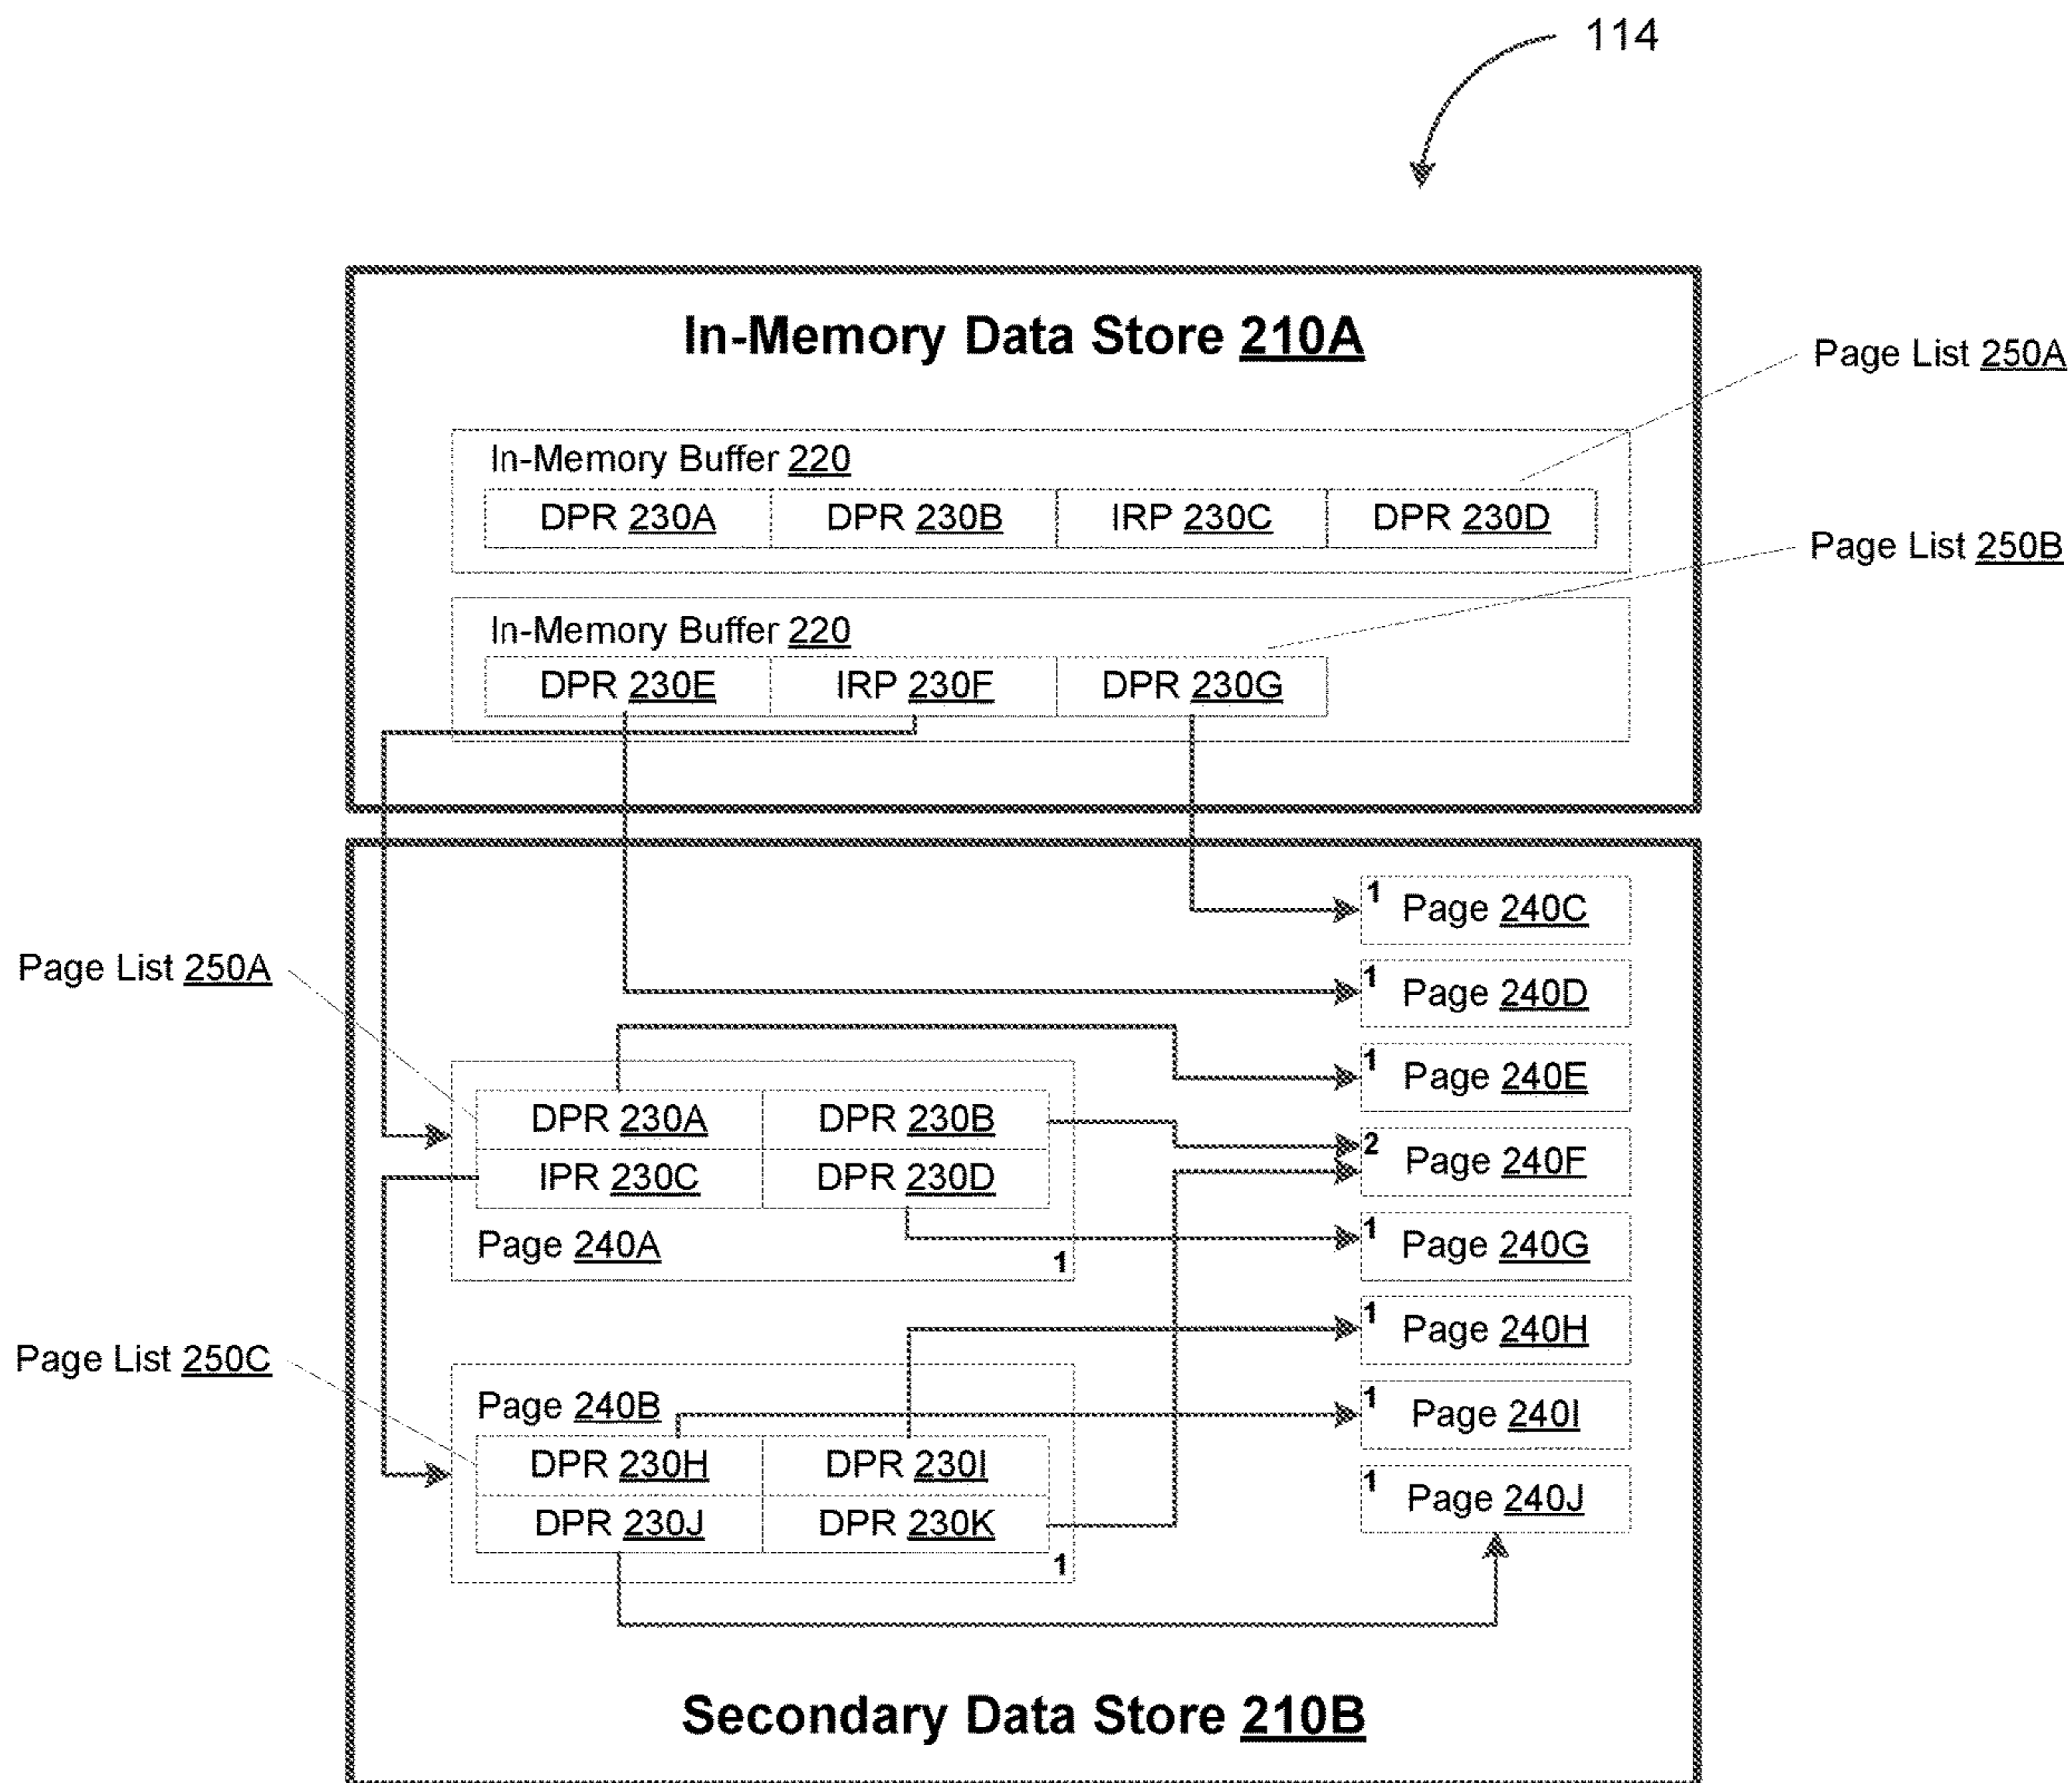 114
In-Memory Data Store 210A
Page List 250A
In-Memory Buffer 220
DPR 230A DPR 230B IRP 230C DPR 230D
Page List 250B
In-Memory Buffer 220
DPR 230E IRP 230F DPR 230G
1 Page 240C
Page List 250A
1 Page 240D
1 Page 240E
DPR 230A DPR 230B
2 Page 240F
IPR 230C DPR 230D
Page 240A 1
1 Page 240G
1 Page 240H
Page List 250C
Page 240B
1 Page 240I
DPR 230H DPR 230I
1 Page 240J
DPR 230J DPR 230K
1
Secondary Data Store 210B